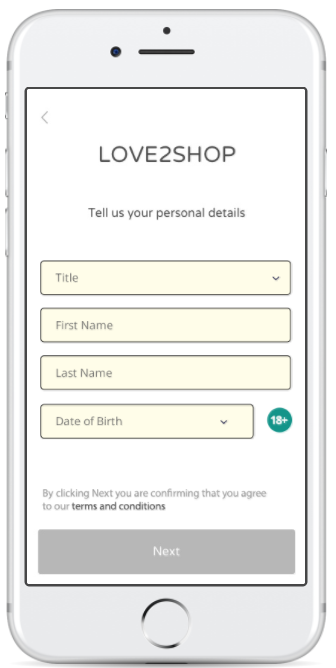 LOVE2SHOP
Tell us your personal details
Title
First Name
Last Name
Date of Birth
18+
By clicking Next you are confirming that you agree
to our terms and conditions
Next